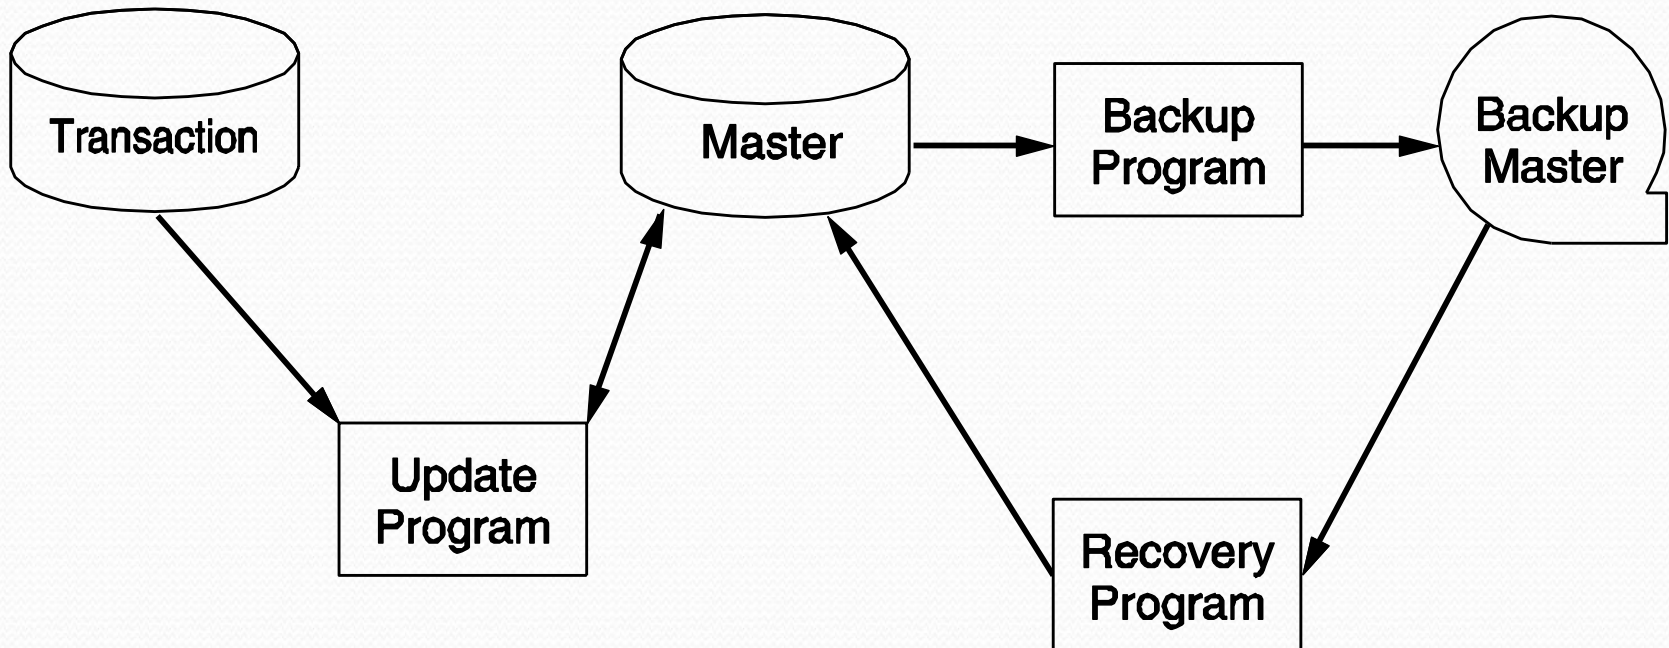 Transaction
Master
Backup
Program
Backup
Master
Update
Program
Recovery
Program